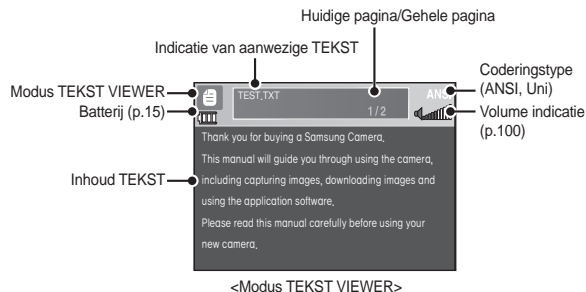 Huidige pagina/Gehele pagina
Indicatie van aanwezige TEKST
Coderingstype
(ANSI, Uni)
Modus TEKST VIEWER
TEST.TXT
ANSI
Batterij (p.15)
1/2
Volume indicatie
(p.100)
Thank you for buying a Samsung Camera.
This manual will guide you through using the camera,
Inhoud TEKST
including capturing images, downloading images and
using the application software.
Please read this manual carefully before using your
new camera.
<Modus TEKST VIEWER>